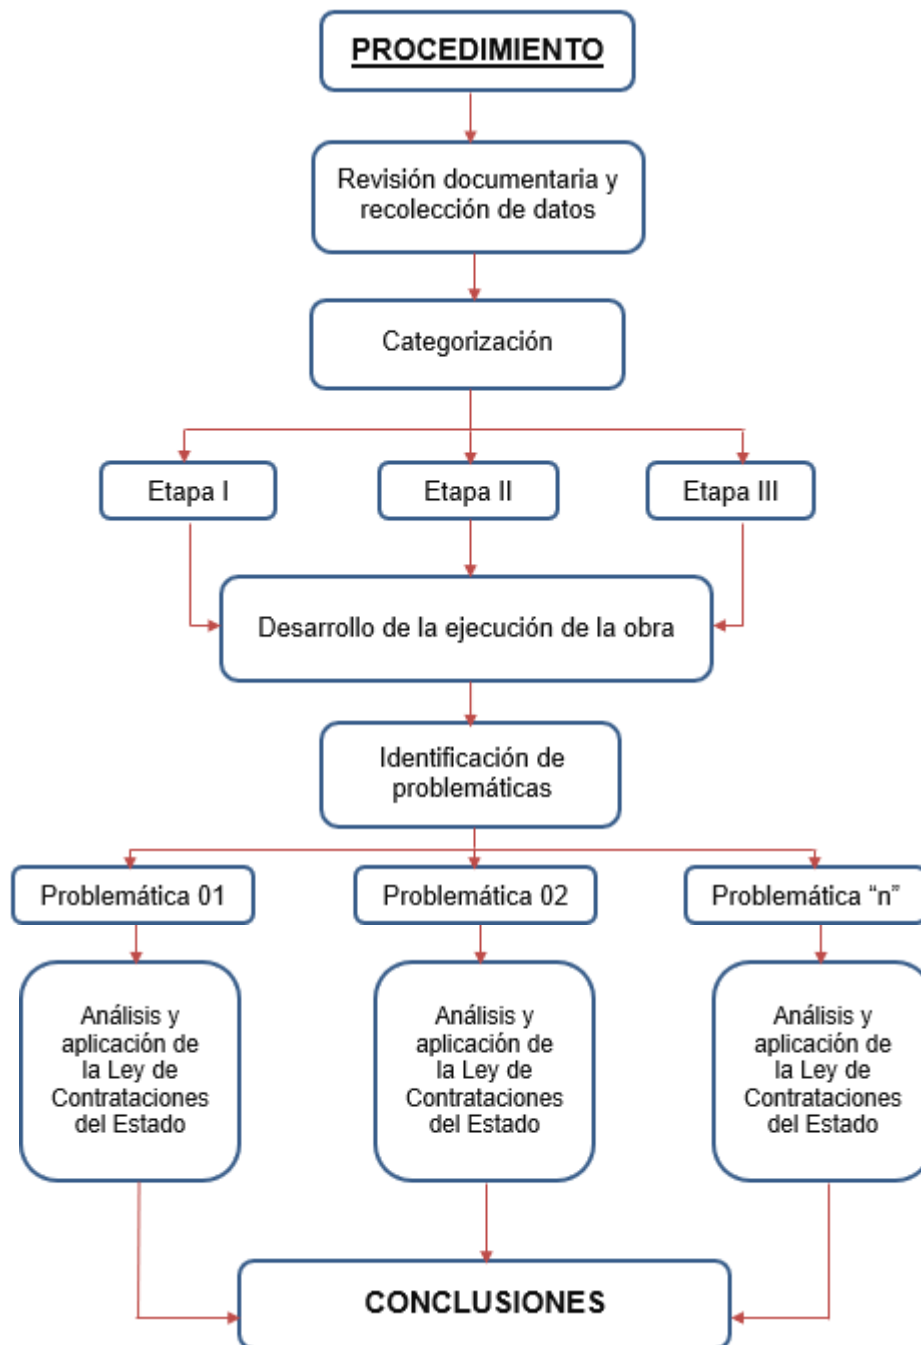 PROCEDIMIENTO
Revisión documentaria y
recolección de datos
Categorización
Etapa I
Etapa II
Etapa III
Desarrollo de la ejecución de la obra
Identificación de
problemáticas
Problemática 01
Problemática 02
Problemática “n”
Análisis y
aplicación de
la Ley de
Contrataciones
del Estado
Análisis y
aplicación de
la Ley de
Contrataciones
del Estado
Análisis y
aplicación de
la Ley de
Contrataciones
del Estado
CONCLUSIONES